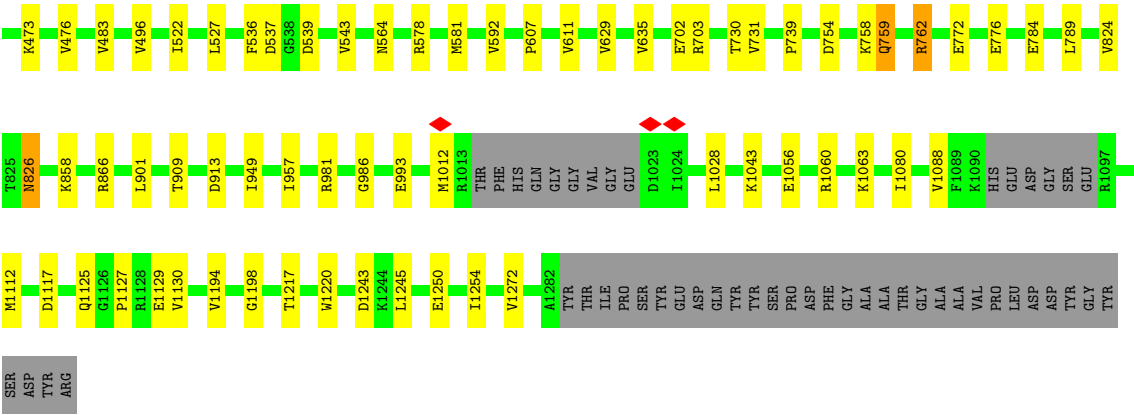 K473 V476 V483 V496 I522 L527 F536 D537 G538 D539 V543 N564 R578 M581 V592 P607 V611 V629 V635 E702 R703 T730 V731 P739 D754 K758 Q759 R762 E772 E776 E784 L789 V824
T825 N826 K858 R866 L901 T909 D913 I949 I957 R981 G986 E993 M1012 R1013 THR PHE HIS GLN GLY GLY VAL GLY GLU D1023 I1024 L1028 K1043 E1056 R1060 K1063 I1080 V1088 F1089 K1090 HIS GLU ASP GLY SER GLU R1097
M1112 D1117 Q1125 G1126 P1127 R1128 E1129 V1130 V1194 G1198 T1217 W1220 D1243 K1244 L1245 E1250 I1254 V1272 A1282 TYR THR ILE PRO SER TYR GLU ASP GLN TYR TYR SER PRO ASP PHE GLY ALA ALA THR GLY ALA ALA VAL PRO LEU ASP ASP TYR GLY TYR
SER ASP TYR ARG